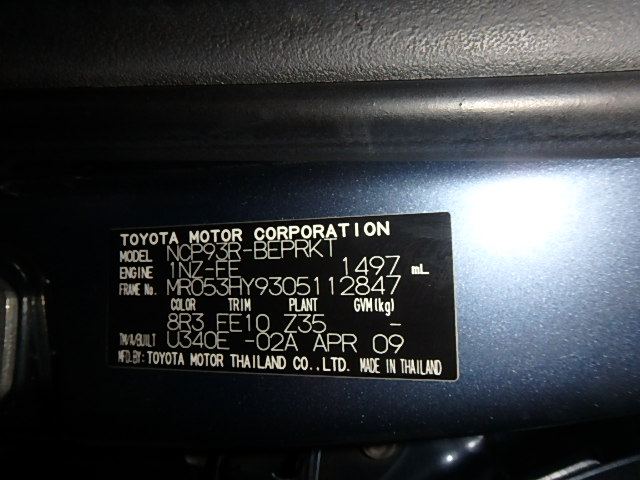 TOYOTA MOTOR CORPORATION
MODEL NCP93R-BEPRKT
ENGINE 1NZ-FE 1497 mL
FRAME No. MR053HY9305112847
COLOR TRIM PLANT GVM(kg)
8R3 FE10 Z35 -
TM/A/BUILT U340E -02A APR 09
MFD.BY: TOYOTA MOTOR THAILAND CO.,LTD. MADE IN THAILAND